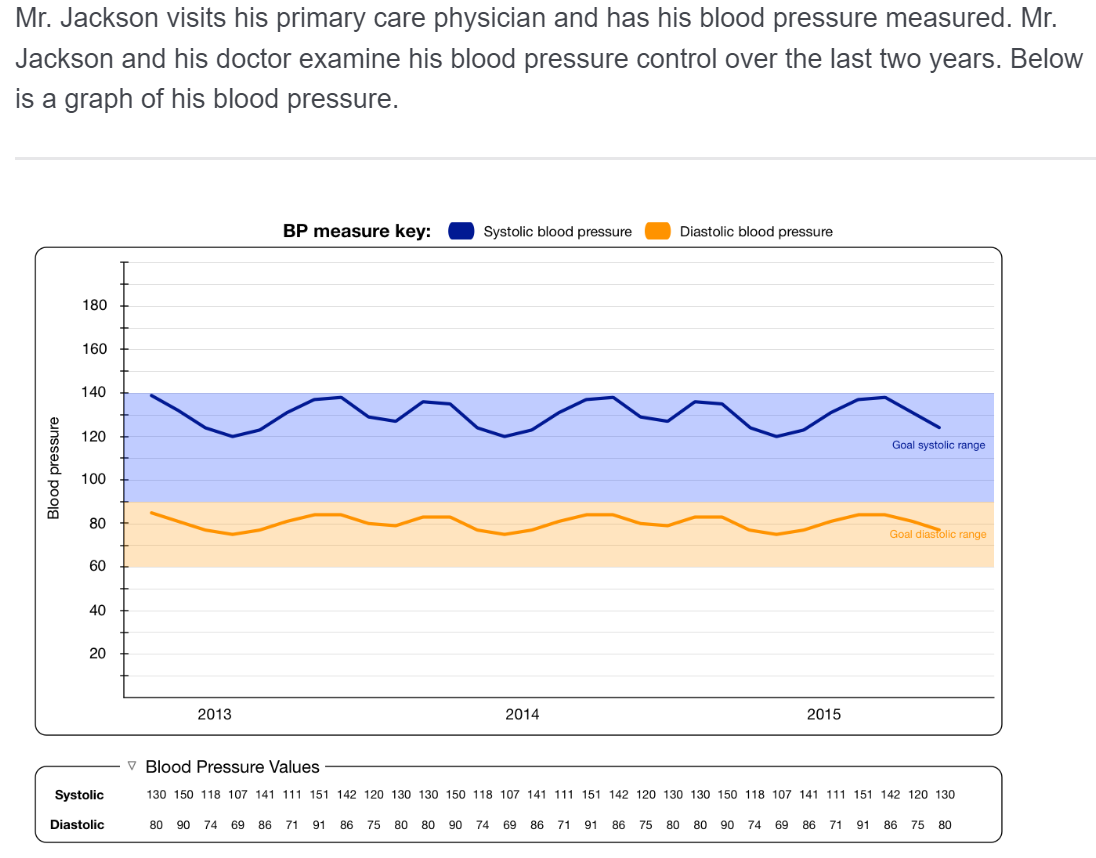 Mr. Jackson visits his primary care physician and has his blood pressure measured. Mr.
Jackson and his doctor examine his blood pressure control over the last two years. Below
is a graph of his blood pressure.
BP measure key: Systolic blood pressure Diastolic blood pressure
180
160
140
120
Goal systolic range
100
80
Goal diastolic range
60
40
20
Blood pressure
2013 2014 2015
▽ Blood Pressure Values
Systolic 130 150 118 107 141 111 151 142 120 130 130 150 118 107 141 111 151 142 120 130 130 150 118 107 141 111 151 142 120 130
Diastolic 80 90 74 69 86 71 91 86 75 80 80 90 74 69 86 71 91 86 75 80 80 90 74 69 86 71 91 86 75 80